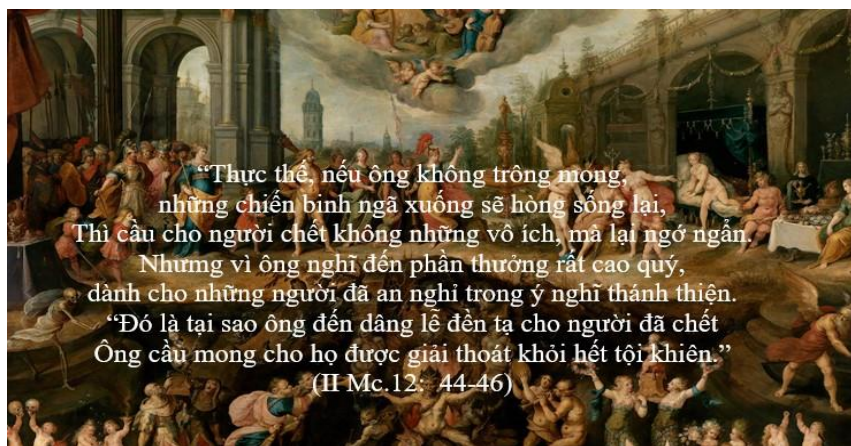 “Thực thế, nếu ông không trông mong,
những chiến binh ngã xuống sẽ hòng sống lại,
Thì cầu cho người chết không những vô ích, mà lại ngớ ngẩn.
Nhưmg vì ông nghĩ đến phần thưởng rất cao quý,
dành cho những người đã an nghỉ trong ý nghĩ thánh thiện.
“Đó là tại sao ông đến dâng lễ đền tạ cho người đã chết
Ông cầu mong cho họ được giải thoát khỏi hết tội khiên.”
(II Mc.12: 44-46)